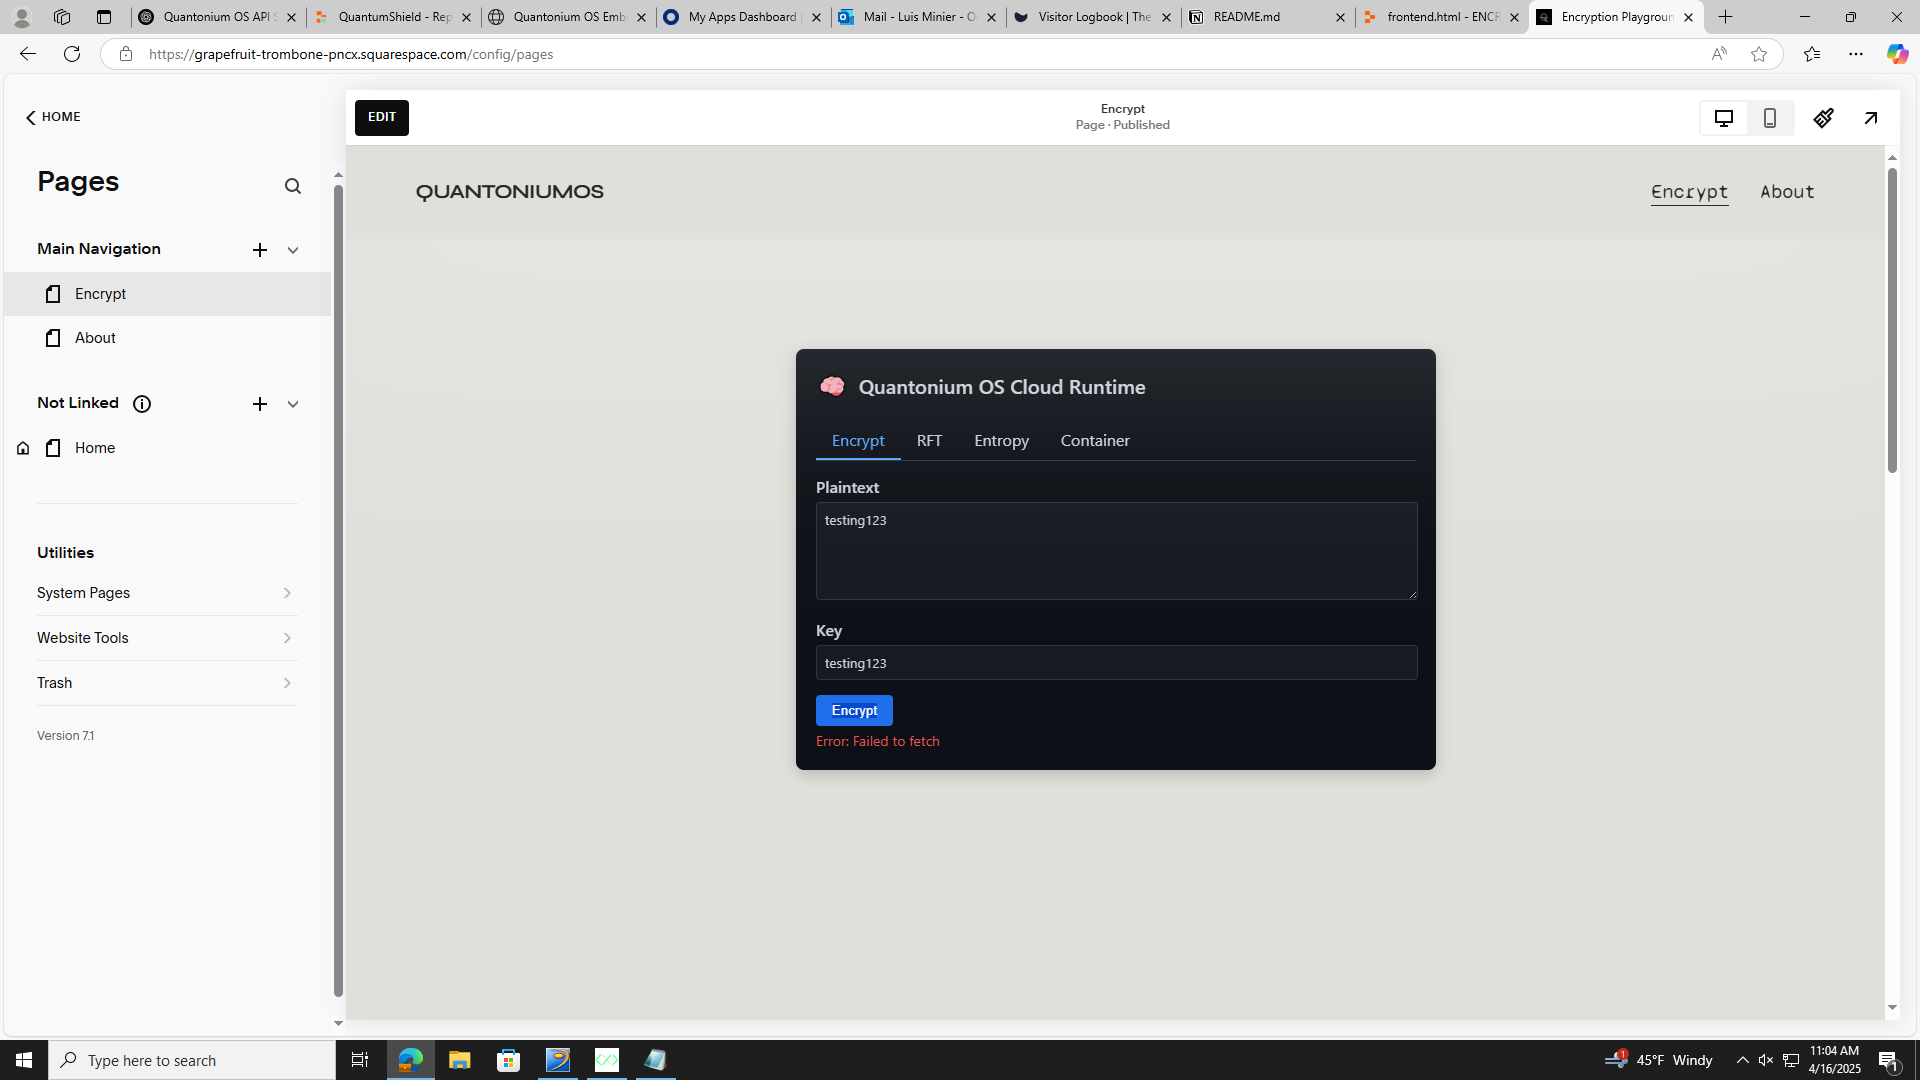 Quantonium OS API S
QuantumShield - Rep
Quantonium OS Emb
My Apps Dashboard |
Mail - Luis Minier - O
Visitor Logbook | The
README.md
frontend.html - ENCR
Encryption Playgroun
https://grapefruit-trombone-pncx.squarespace.com/config/pages
HOME
EDIT
Encrypt
Page · Published
Pages
QUANTONIUMOS
Encrypt
About
Main Navigation
Encrypt
About
Not Linked
Home
Utilities
System Pages
Website Tools
Trash
Version 7.1
Quantonium OS Cloud Runtime
Encrypt
RFT
Entropy
Container
Plaintext
testing123
Key
testing123
Encrypt
Error: Failed to fetch
Type here to search
1
45°F Windy
11:04 AM
4/16/2025
1